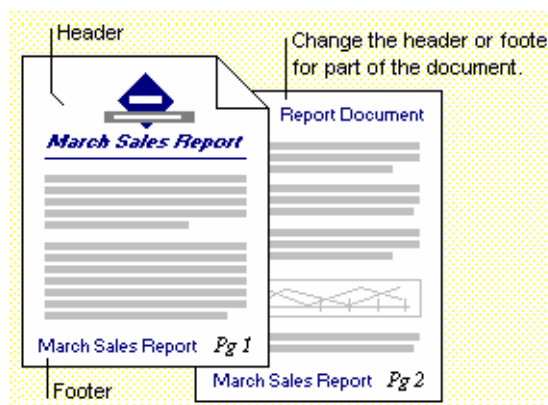 Header
Change the header or foote
for part of the document.
March Sales Report
Report Document
March Sales Report Pg 1
Footer
March Sales Report Pg 2